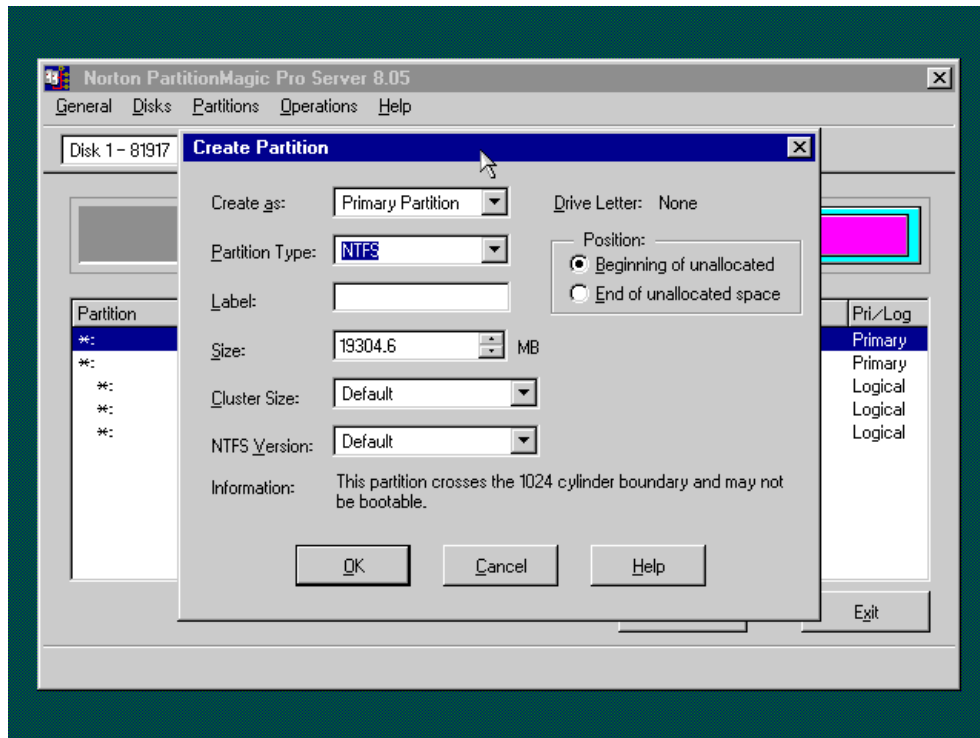 Norton PartitionMagic Pro Server 8.05
General Disks Partitions Operations Help
Disk 1 - 81917
Create Partition
Create as: Primary Partition Drive Letter: None
Partition Type: NTFS
Position:
Beginning of unallocated
End of unallocated space
Label:
Size: 19304.6 MB
Cluster Size: Default
NTFS Version: Default
Information: This partition crosses the 1024 cylinder boundary and may not
be bootable.
OK Cancel Help
Partition Pri/Log
*: Primary
*: Primary
*: Logical
*: Logical
*: Logical
Exit